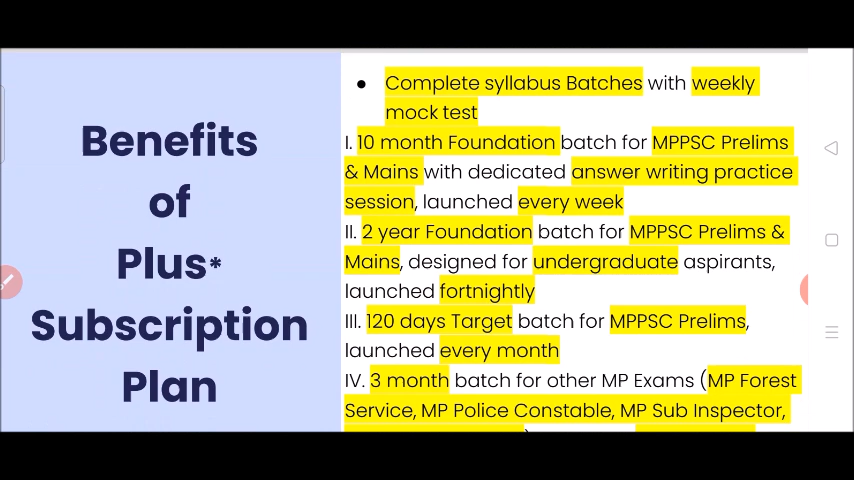 Benefits
of
Plus*
Subscription
Plan
● Complete syllabus Batches with weekly
mock test
I. 10 month Foundation batch for MPPSC Prelims
& Mains with dedicated answer writing practice
session, launched every week
II. 2 year Foundation batch for MPPSC Prelims &
Mains, designed for undergraduate aspirants,
launched fortnightly
III. 120 days Target batch for MPPSC Prelims,
launched every month
IV. 3 month batch for other MP Exams (MP Forest
Service, MP Police Constable, MP Sub Inspector,